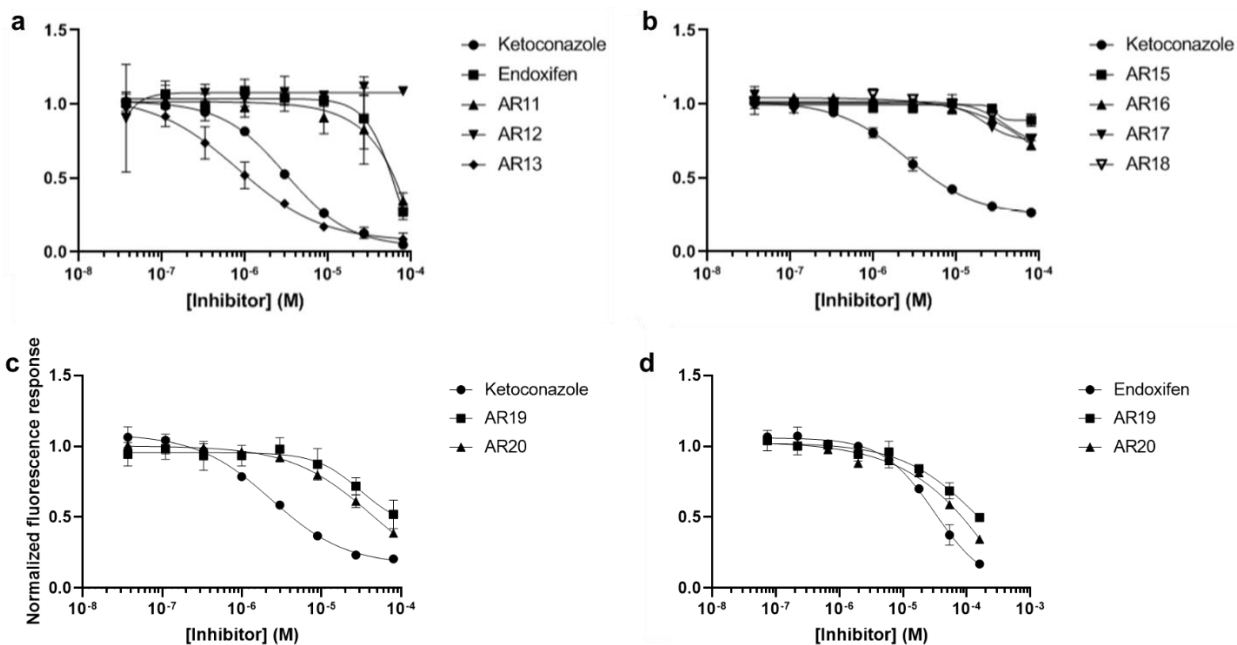 a
1.5
1.0
0.5
0.0
10⁻⁸ 10⁻⁷ 10⁻⁶ 10⁻⁵ 10⁻⁴
[Inhibitor] (M)
Ketoconazole
Endoxifen
AR11
AR12
AR13
b
1.5
1.0
0.5
0.0
10⁻⁸ 10⁻⁷ 10⁻⁶ 10⁻⁵ 10⁻⁴
[Inhibitor] (M)
Ketoconazole
AR15
AR16
AR17
AR18
c
Normalized fluorescence response
1.5
1.0
0.5
0.0
10⁻⁸ 10⁻⁷ 10⁻⁶ 10⁻⁵ 10⁻⁴
[Inhibitor] (M)
Ketoconazole
AR19
AR20
d
1.5
1.0
0.5
0.0
10⁻⁸ 10⁻⁷ 10⁻⁶ 10⁻⁵ 10⁻⁴ 10⁻³
[Inhibitor] (M)
Endoxifen
AR19
AR20